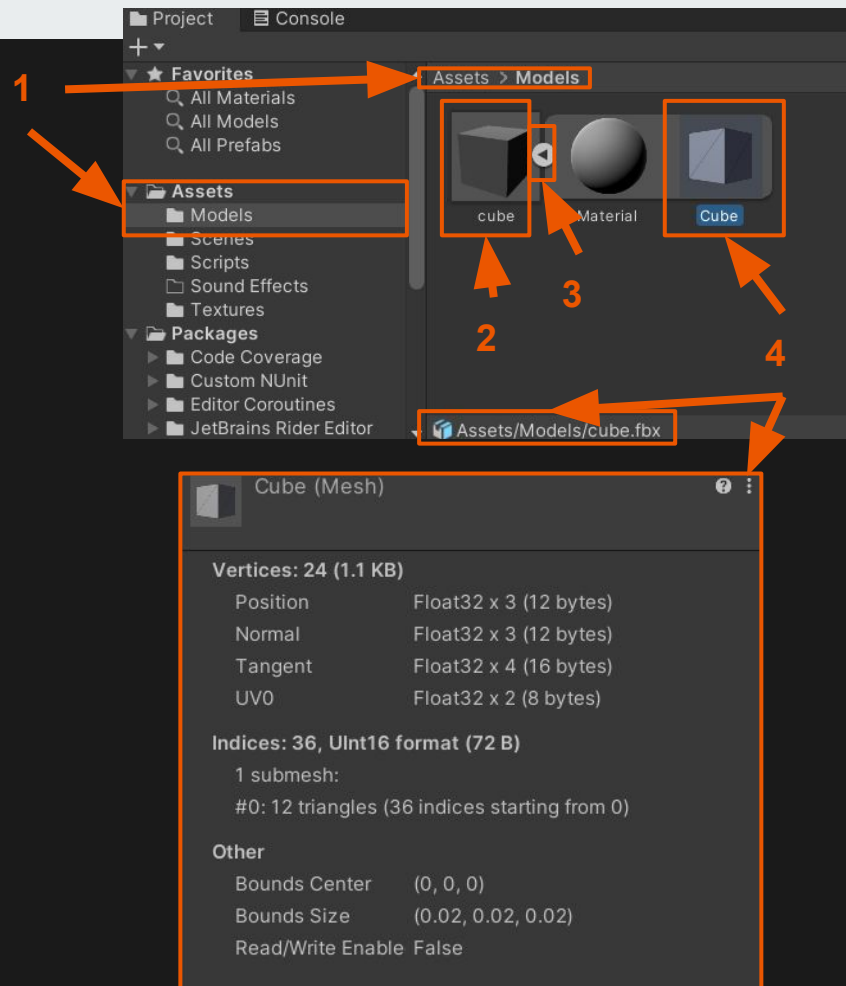 Project
Console
1
Favorites
All Materials
All Models
All Prefabs
Assets
Models
Scenes
Scripts
Sound Effects
Textures
Packages
Code Coverage
Custom NUnit
Editor Coroutines
JetBrains Rider Editor
Assets > Models
cube
Material
Cube
2
3
4
Assets/Models/cube.fbx
Cube (Mesh)
Vertices: 24 (1.1 KB)
Position Float32 x 3 (12 bytes)
Normal Float32 x 3 (12 bytes)
Tangent Float32 x 4 (16 bytes)
UV0 Float32 x 2 (8 bytes)
Indices: 36, UInt16 format (72 B)
1 submesh:
#0: 12 triangles (36 indices starting from 0)
Other
Bounds Center (0, 0, 0)
Bounds Size (0.02, 0.02, 0.02)
Read/Write Enable False